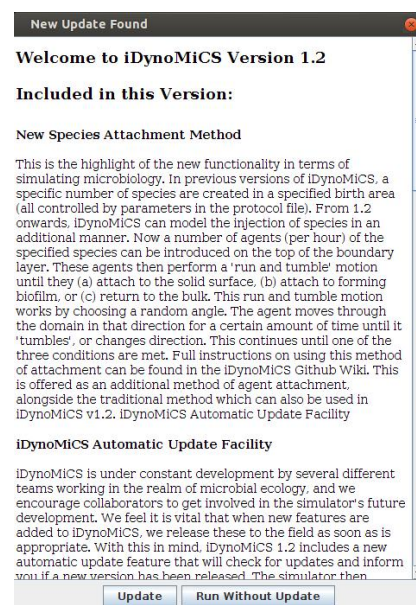 New Update Found
Welcome to iDynoMiCS Version 1.2
Included in this Version:
New Species Attachment Method
This is the highlight of the new functionality in terms of
simulating microbiology. In previous versions of iDynoMiCS, a
specific number of species are created in a specified birth area
(all controlled by parameters in the protocol file). From 1.2
onwards, iDynoMiCS can model the injection of species in an
additional manner. Now a number of agents (per hour) of the
specified species can be introduced on the top of the boundary
layer. These agents then perform a 'run and tumble' motion
until they (a) attach to the solid surface, (b) attach to forming
biofilm, or (c) return to the bulk. This run and tumble motion
works by choosing a random angle. The agent moves through
the domain in that direction for a certain amount of time until it
'tumbles', or changes direction. This continues until one of the
three conditions are met. Full instructions on using this method
of attachment can be found in the iDynoMiCS Github Wiki. This
is offered as an additional method of agent attachment,
alongside the traditional method which can also be used in
iDynoMiCS v1.2. iDynoMiCS Automatic Update Facility
iDynoMiCS Automatic Update Facility
iDynoMiCS is under constant development by several different
teams working in the realm of microbial ecology, and we
encourage collaborators to get involved in the simulator's future
development. We feel it is vital that when new features are
added to iDynoMiCS, we release these to the field as soon as is
appropriate. With this in mind, iDynoMiCS 1.2 includes a new
automatic update feature that will check for updates and inform
you if a new version has been released. The simulator then
Update Run Without Update